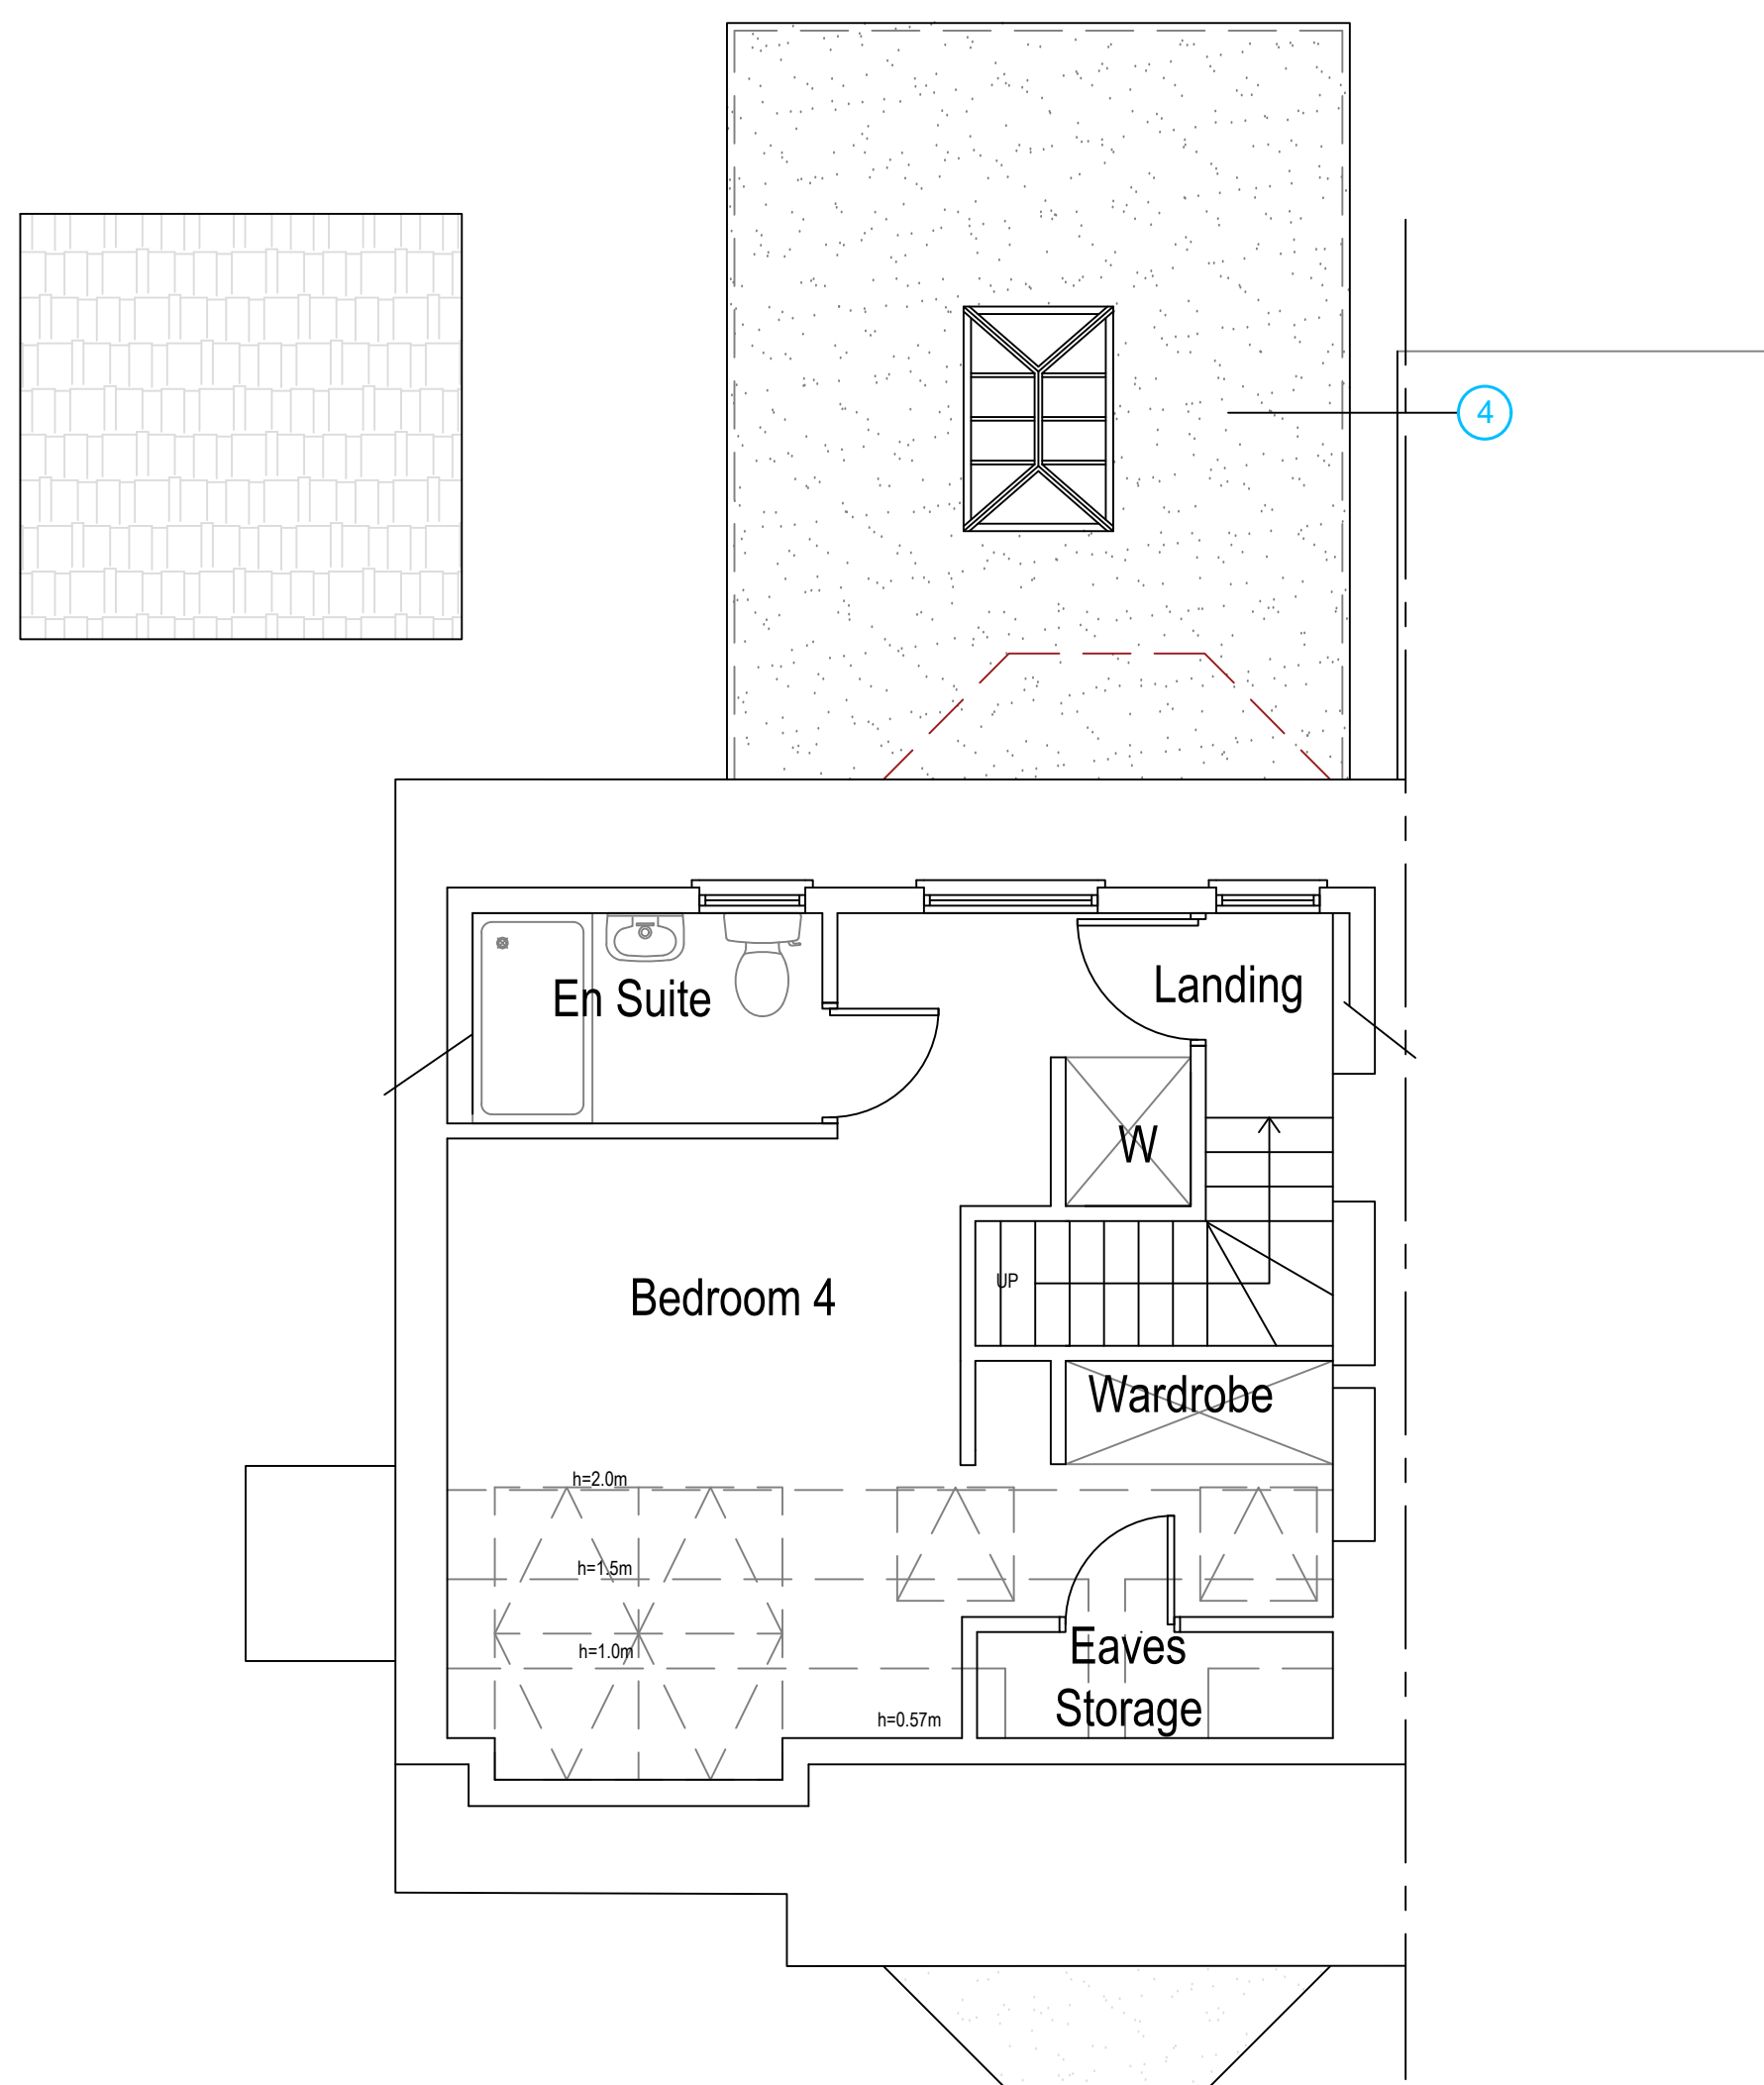 4
En Suite
Landing
W
UP
Bedroom 4
Wardrobe
h=2.0m
h=1.5m
h=1.0m
Eaves
Storage
h=0.57m